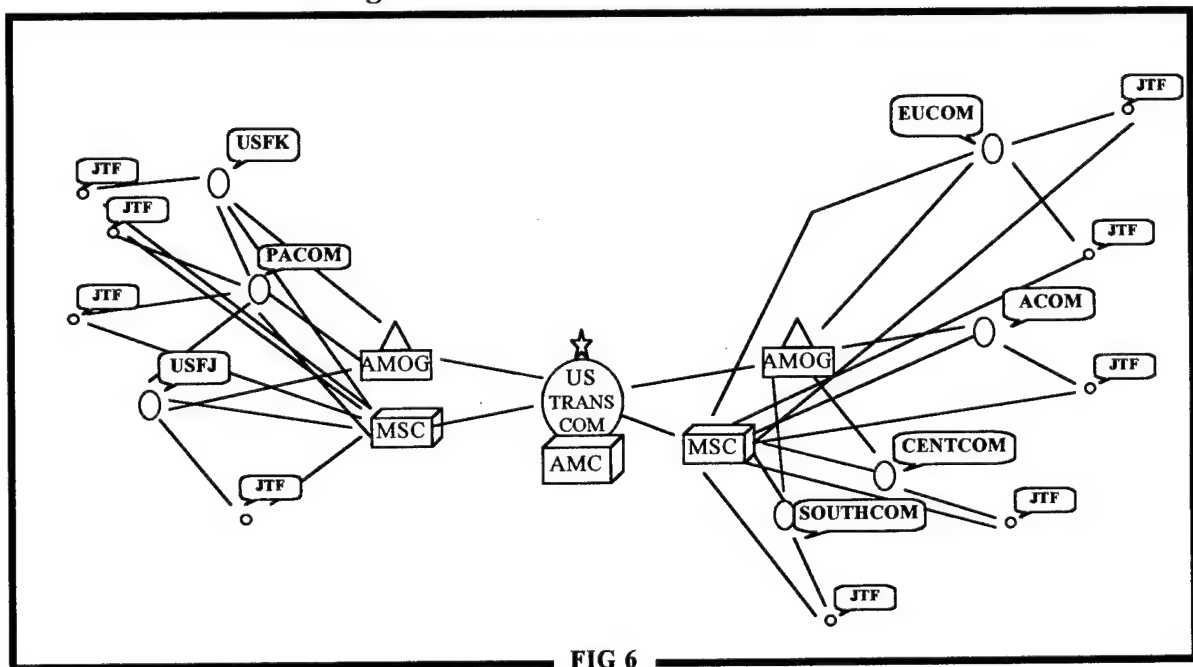 JTF
USFK
JTF
PACOM
JTF
USFJ
AMOG
MSC
JTF
US
TRANS
COM
AMC
EUCOM
JTF
JTF
ACOM
AMOG
JTF
MSC
CENTCOM
JTF
SOUTHCOM
JTF
FIG 6